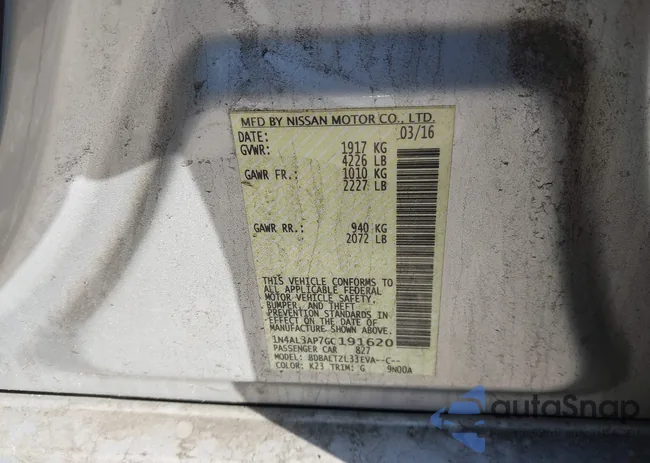 MFD BY NISSAN MOTOR CO., LTD.
DATE: 03/16
GVWR: 1917 KG
4226 LB
GAWR FR.: 1010 KG
2227 LB
GAWR RR.: 940 KG
2072 LB
THIS VEHICLE CONFORMS TO
ALL APPLICABLE FEDERAL
MOTOR VEHICLE SAFETY,
BUMPER, AND THEFT
PREVENTION STANDARDS IN
EFFECT ON THE DATE OF
MANUFACTURE SHOWN ABOVE.
1N4AL3AP7GC191620
PASSENGER CAR 827
MODEL: BDBAETZL33EVA--C--
COLOR: K23 TRIM: G 9N00A
autoSnap